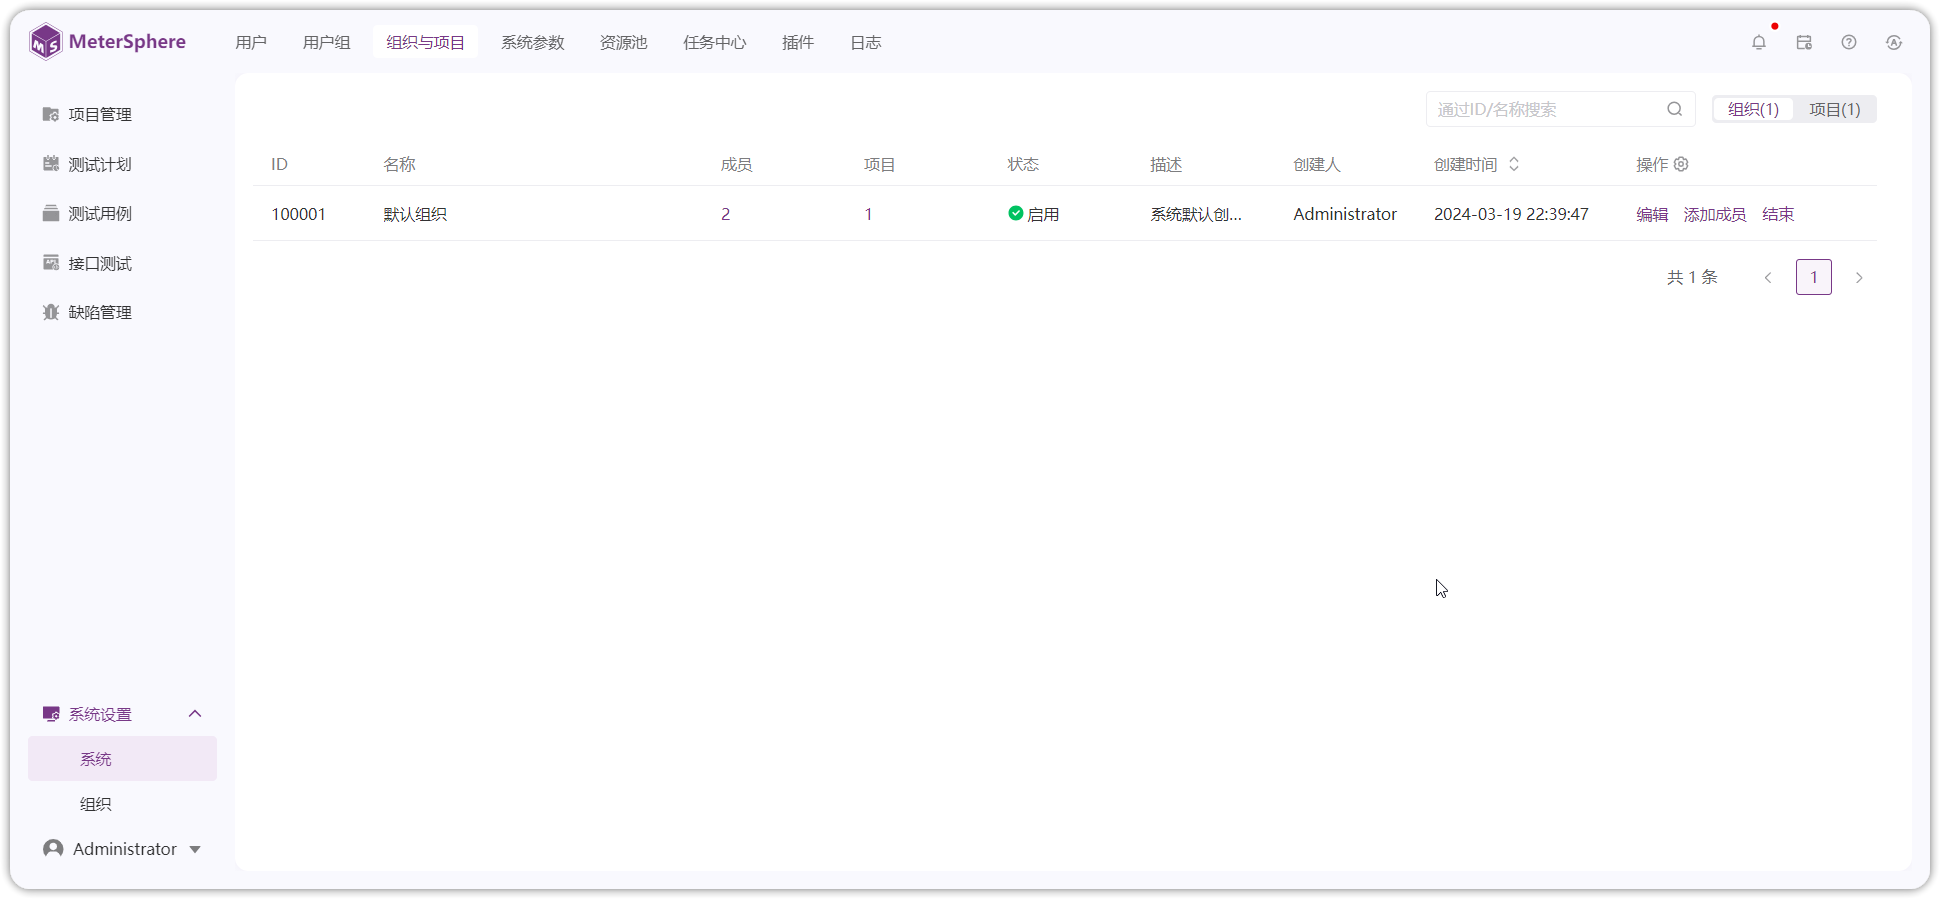 MeterSphere
用户 用户组 组织与项目 系统参数 资源池 任务中心 插件 日志
项目管理
测试计划
测试用例
接口测试
缺陷管理
系统设置
系统
组织
Administrator
通过ID/名称搜索 组织(1) 项目(1)
ID 名称 成员 项目 状态 描述 创建人 创建时间 操作
100001 默认组织 2 1 启用 系统默认创... Administrator 2024-03-19 22:39:47 编辑 添加成员 结束
共 1 条 1